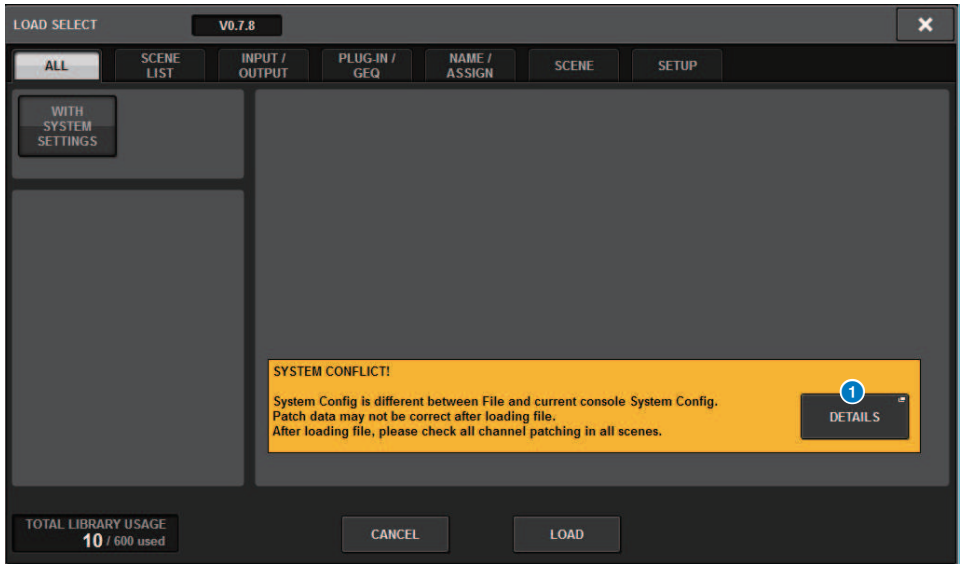 LOAD SELECT
V0.7.8
ALL
SCENE
LIST
INPUT /
OUTPUT
PLUG-IN /
GEQ
NAME /
ASSIGN
SCENE
SETUP
WITH
SYSTEM
SETTINGS
SYSTEM CONFLICT!
System Config is different between File and current console System Config.
Patch data may not be correct after loading file.
After loading file, please check all channel patching in all scenes.
1
DETAILS
TOTAL LIBRARY USAGE
10 / 600 used
CANCEL
LOAD